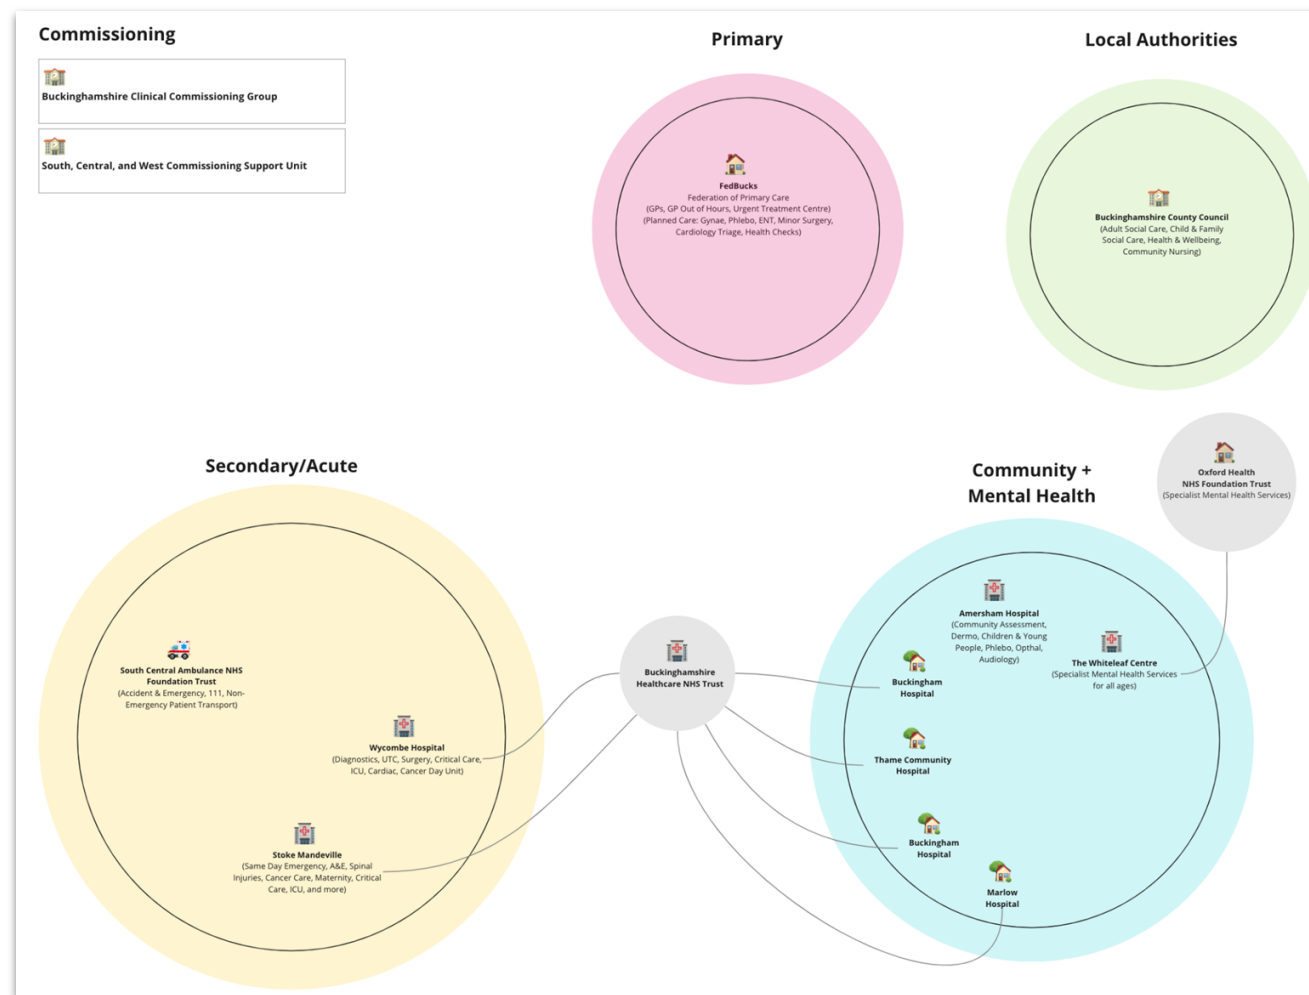 Commissioning
Buckinghamshire Clinical Commissioning Group
South, Central, and West Commissioning Support Unit
Primary
FedBucks
Federation of Primary Care
(GPs, GP Out of Hours, Urgent Treatment Centre)
(Planned Care: Gynae, Phlebo, ENT, Minor Surgery,
Cardiology Triage, Health Checks)
Local Authorities
Buckinghamshire County Council
(Adult Social Care, Child & Family
Social Care, Health & Wellbeing,
Community Nursing)
Secondary/Acute
South Central Ambulance NHS
Foundation Trust
(Accident & Emergency, 111, Non-
Emergency Patient Transport)
Wycombe Hospital
(Diagnostics, UTC, Surgery, Critical Care,
ICU, Cardiac, Cancer Day Unit)
Stoke Mandeville
(Same Day Emergency, A&E, Spinal
Injuries, Cancer Care, Maternity, Critical
Care, ICU, and more)
Buckinghamshire
Healthcare NHS Trust
Community +
Mental Health
Oxford Health
NHS Foundation Trust
(Specialist Mental Health Services)
Amersham Hospital
(Community Assessment,
Dermo, Children & Young
People, Phlebo, Opthal,
Audiology)
The Whiteleaf Centre
(Specialist Mental Health Services
for all ages)
Buckingham
Hospital
Thame Community
Hospital
Buckingham
Hospital
Marlow
Hospital